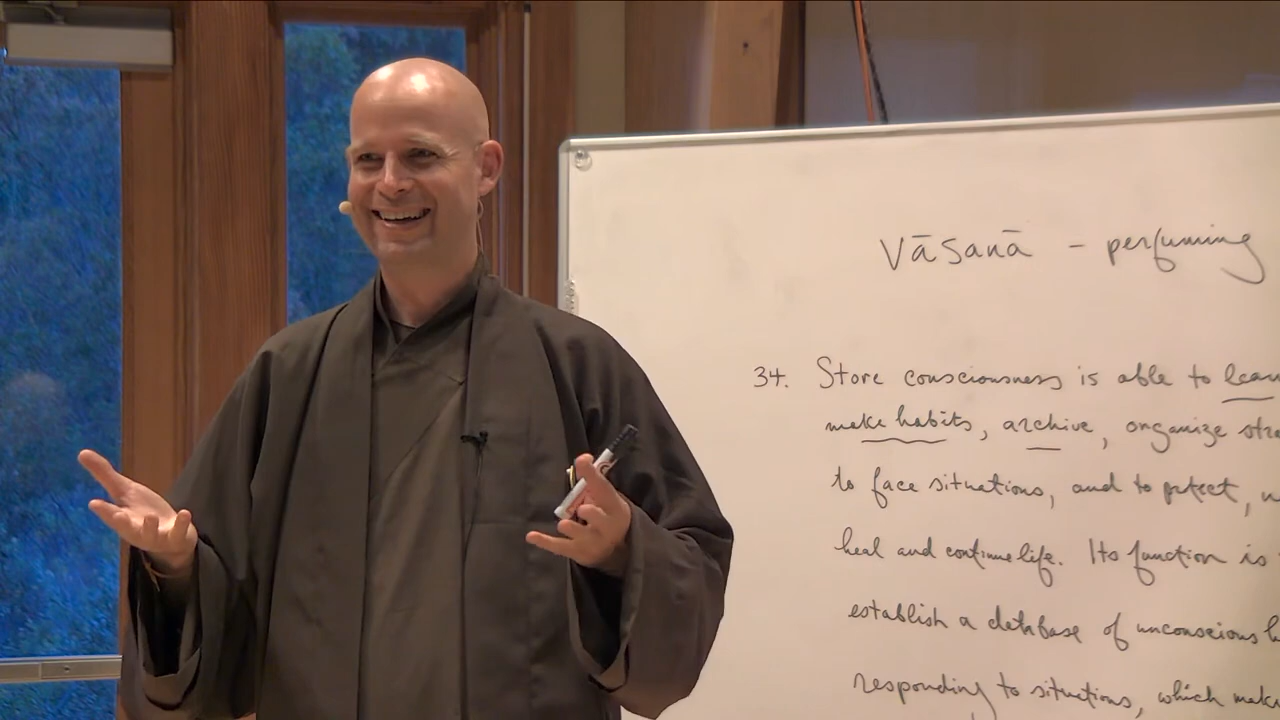 Vāsanā - perfuming
34. Store consciousness is able to learn
make habits, archive, organize
to face situations, and to protect,
heal and continue life. Its function is
establish a database of unconscious
responding to situations, which